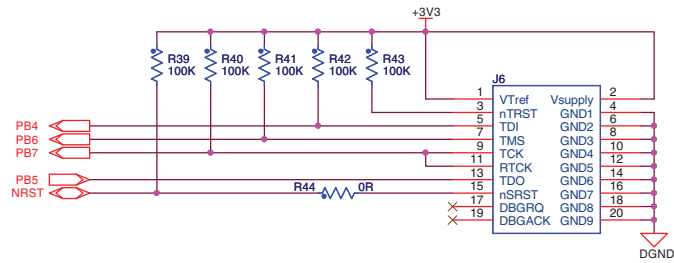 +3V3
R39 R40 R41 R42 R43
100K 100K 100K 100K 100K
J6
1 VTref Vsupply 2
3 nTRST GND1 4
PB4 5 TDI GND2 6
PB6 7 TMS GND3 8
PB7 9 TCK GND4 10
11 RTCK GND5 12
PB5 13 TDO GND6 14
NRST R44 0R 15 nSRST GND7 16
17 DBGRQ GND8 18
19 DBGACK GND9 20
DGND